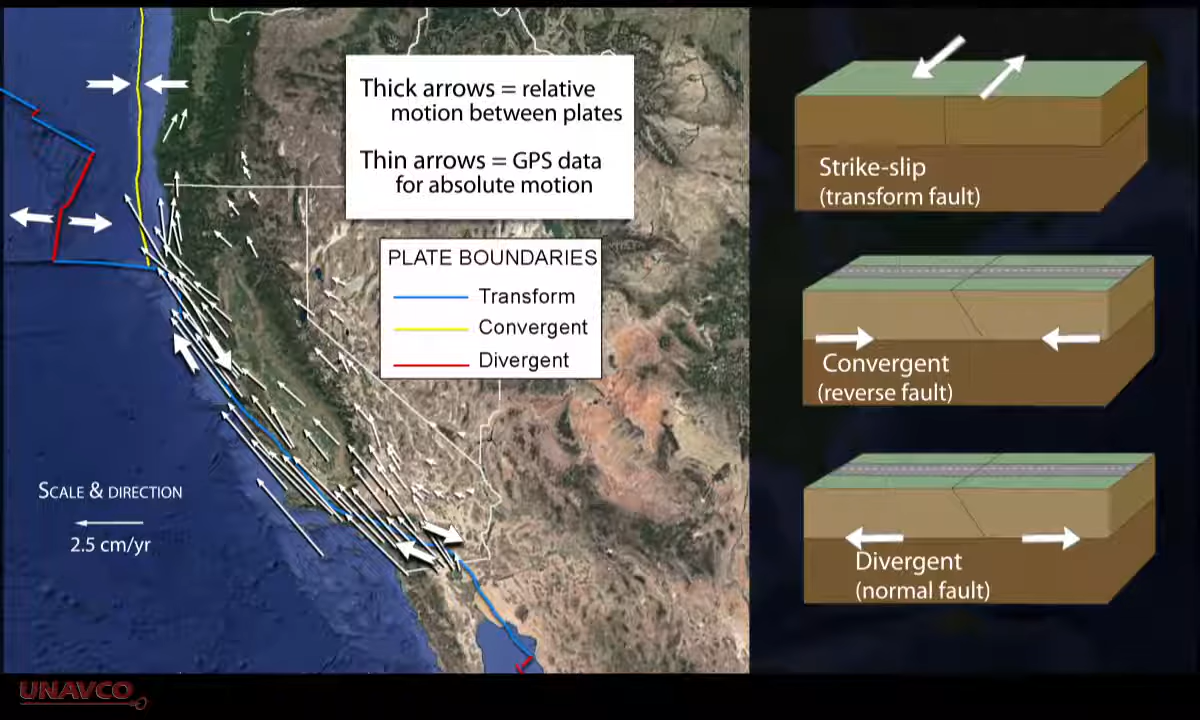 Thick arrows = relative
motion between plates
Thin arrows = GPS data
for absolute motion
PLATE BOUNDARIES
Transform
Convergent
Divergent
SCALE & DIRECTION
2.5 cm/yr
Strike-slip
(transform fault)
Convergent
(reverse fault)
Divergent
(normal fault)
UNAVCO